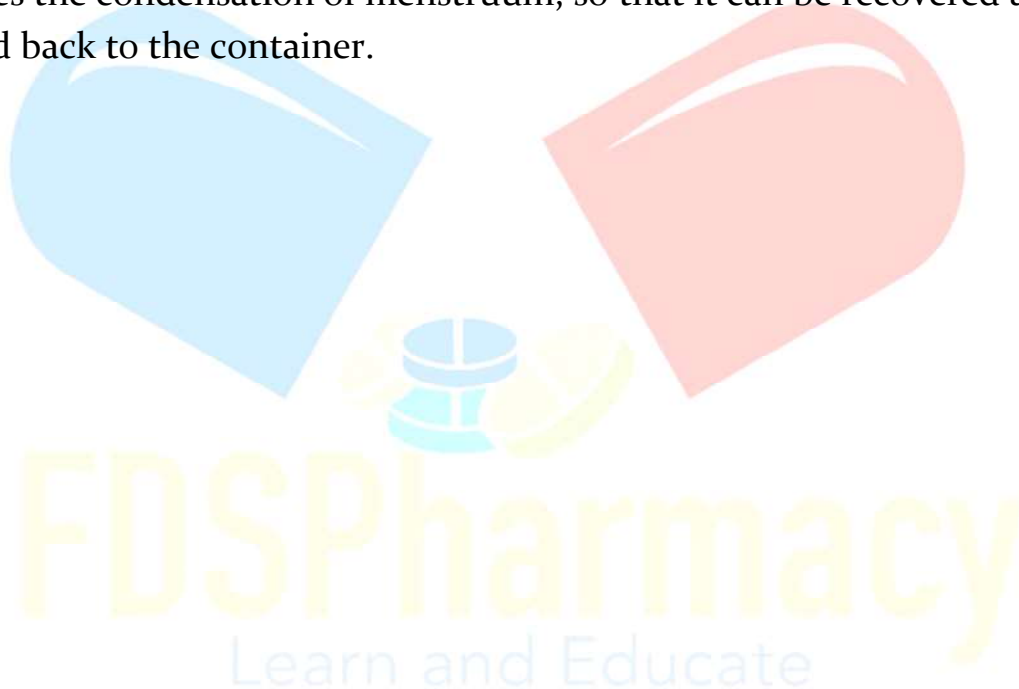 es the condensation of menstruum, so that it can be recovered
d back to the container.
FDSPharmacy
Learn and Educate